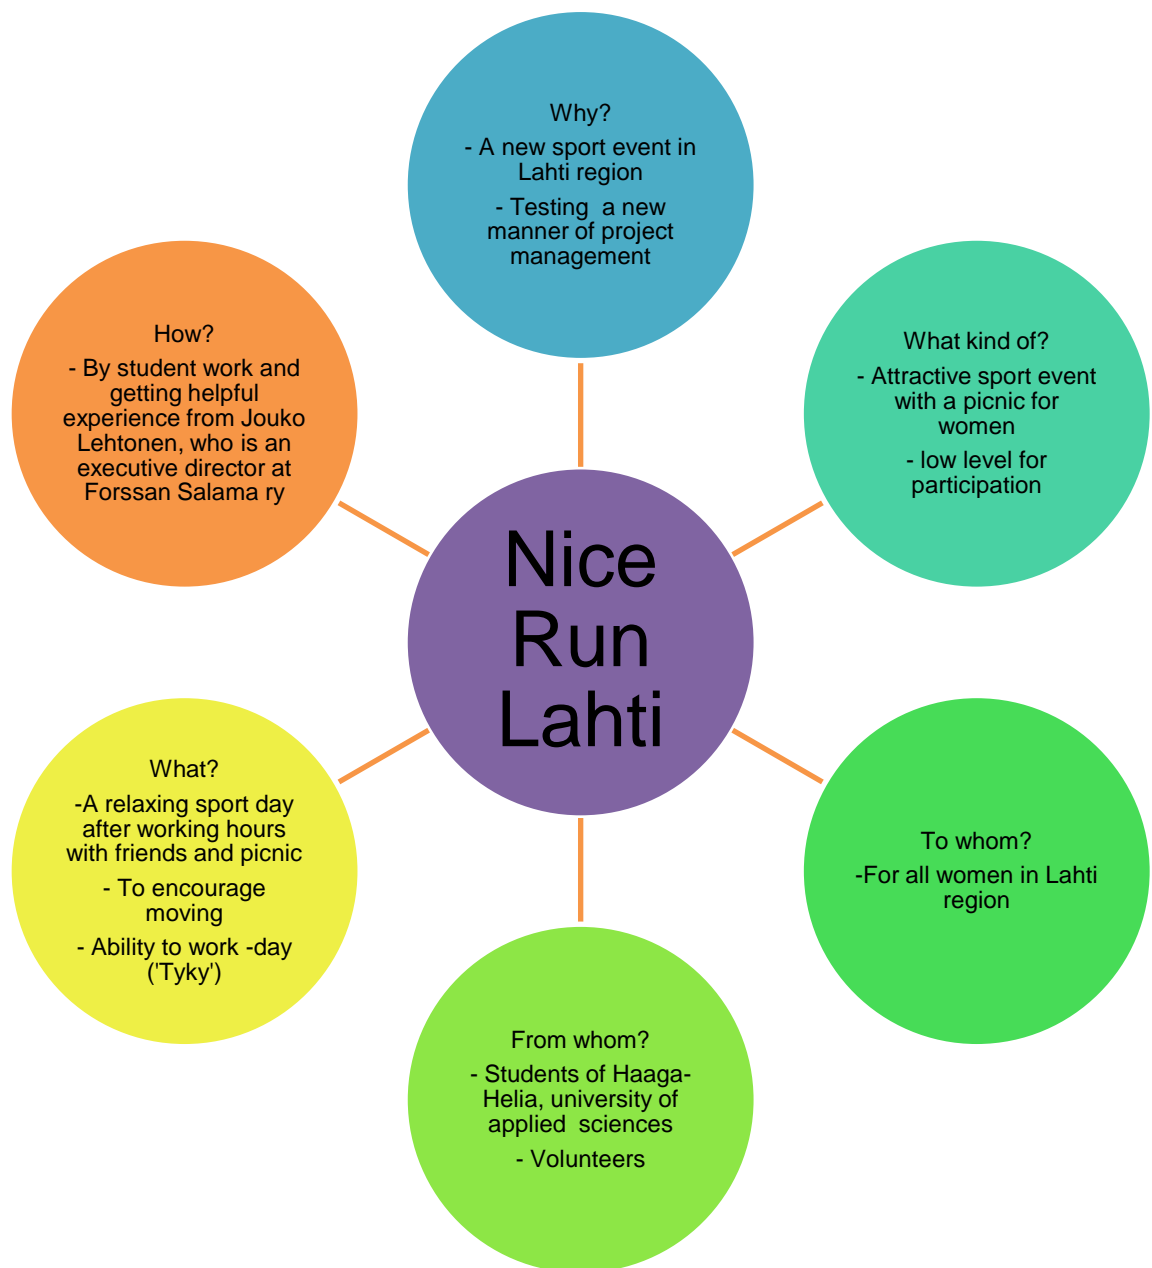 Why?
- A new sport event in
Lahti region
- Testing  a new
manner of project
management
What kind of?
- Attractive sport event
with a picnic for
women
- low level for
participation
To whom?
-For all women in Lahti
region
From whom?
- Students of Haaga-
Helia, university of
applied  sciences
- Volunteers
What?
-A relaxing sport day
after working hours
with friends and picnic
- To encourage
moving
- Ability to work -day
('Tyky')
How?
- By student work and
getting helpful
experience from Jouko
Lehtonen, who is an
executive director at
Forssan Salama ry
Nice
Run
Lahti